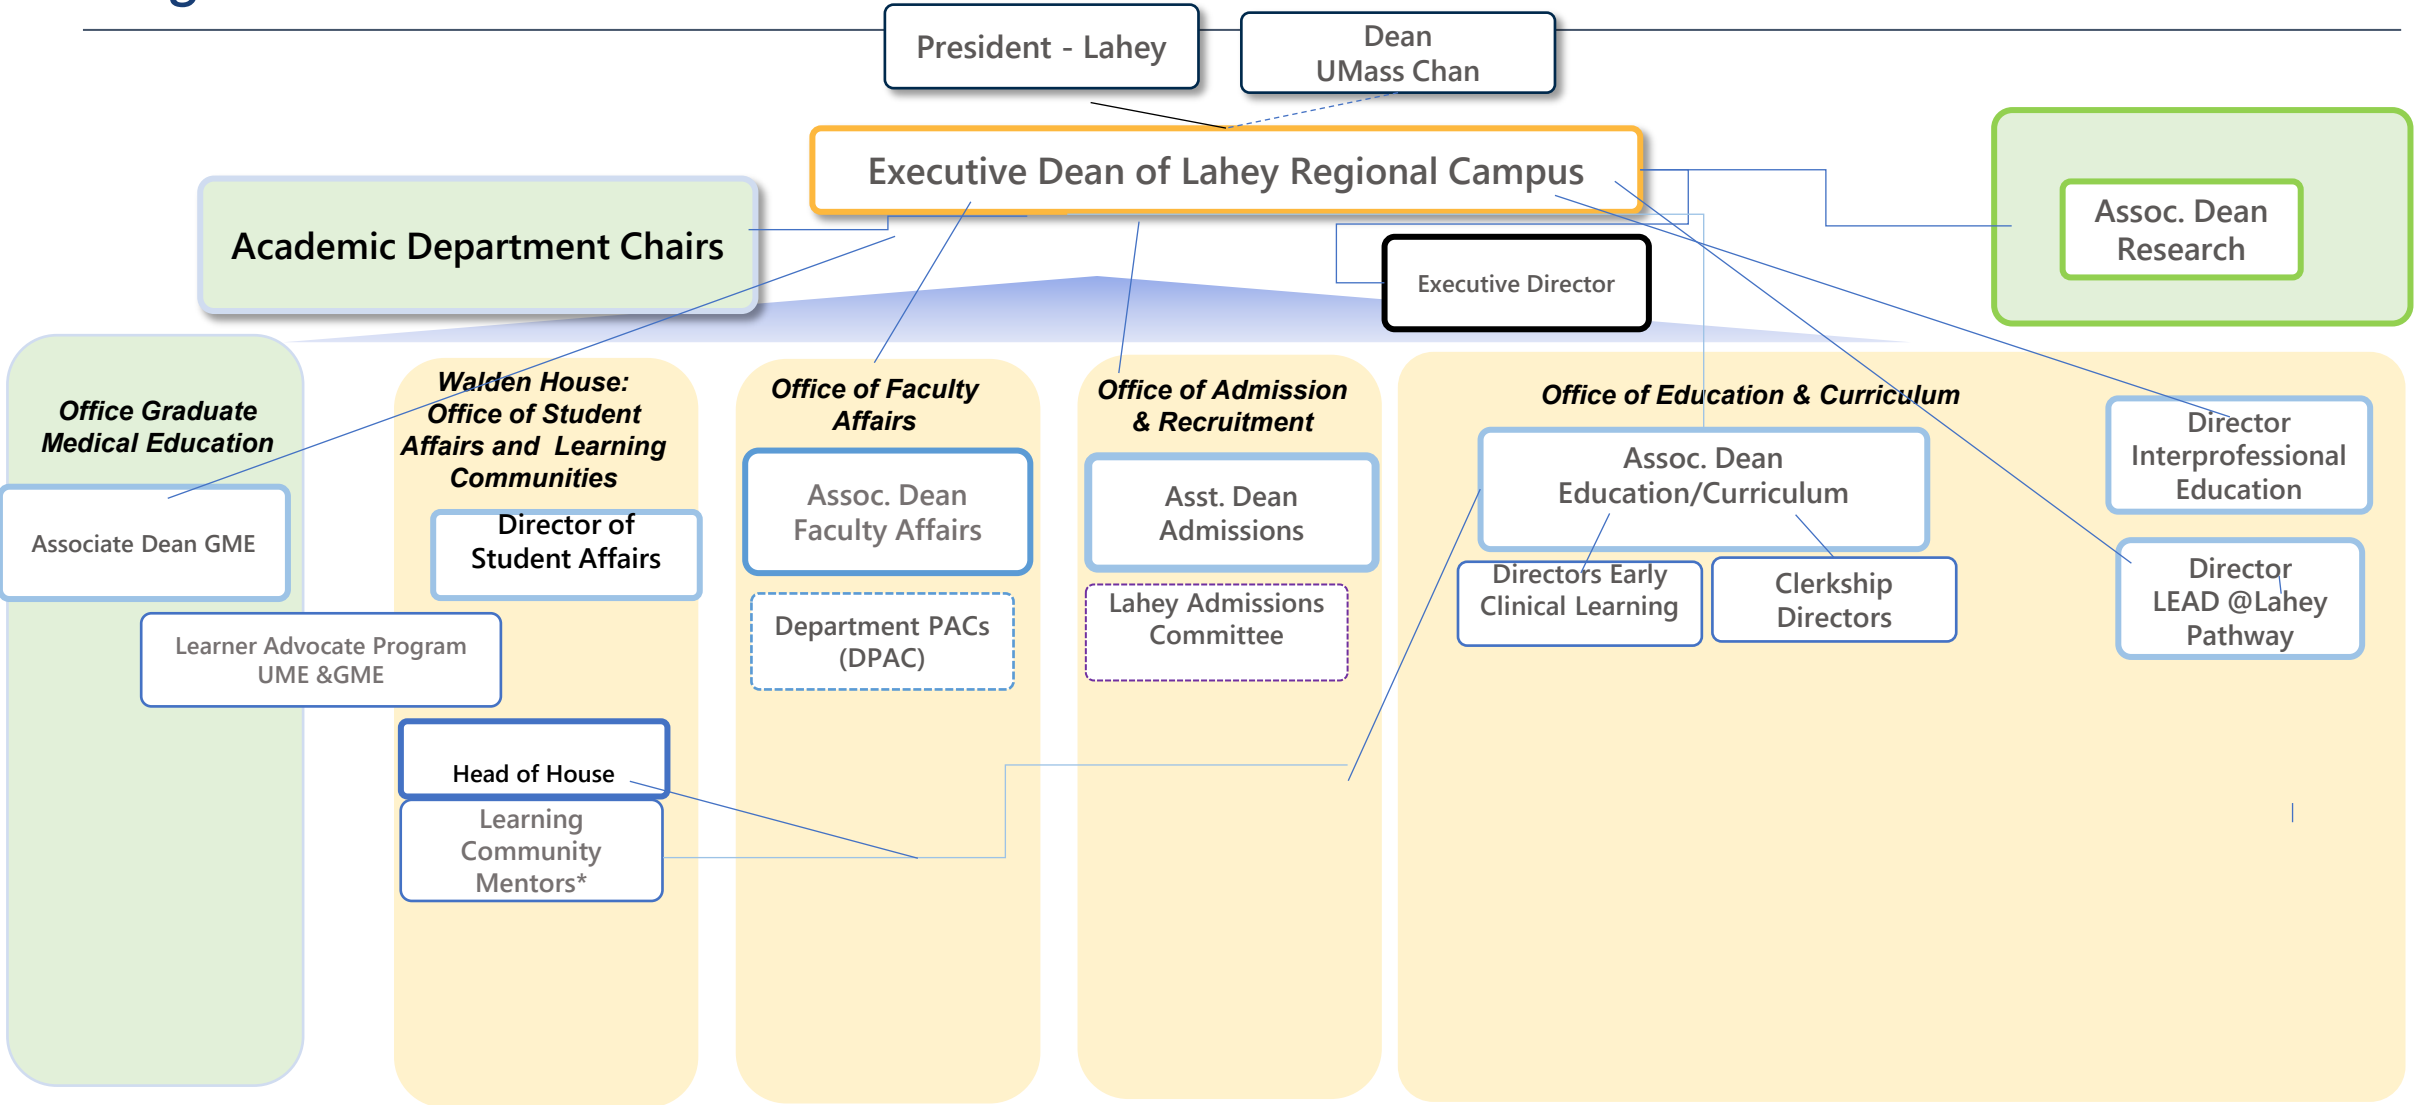 President - Lahey
Dean
UMass Chan
Executive Dean of Lahey Regional Campus
Academic Department Chairs
Executive Director
Assoc. Dean
Research
Office Graduate
Medical Education
Associate Dean GME
Learner Advocate Program
UME &GME
Walden House:
Office of Student
Affairs and Learning
Communities
Director of
Student Affairs
Head of House
Learning
Community
Mentors*
Office of Faculty
Affairs
Assoc. Dean
Faculty Affairs
Department PACs
(DPAC)
Office of Admission
& Recruitment
Asst. Dean
Admissions
Lahey Admissions
Committee
Office of Education & Curriculum
Assoc. Dean
Education/Curriculum
Directors Early
Clinical Learning
Clerkship
Directors
Director
Interprofessional
Education
Director
LEAD @Lahey
Pathway